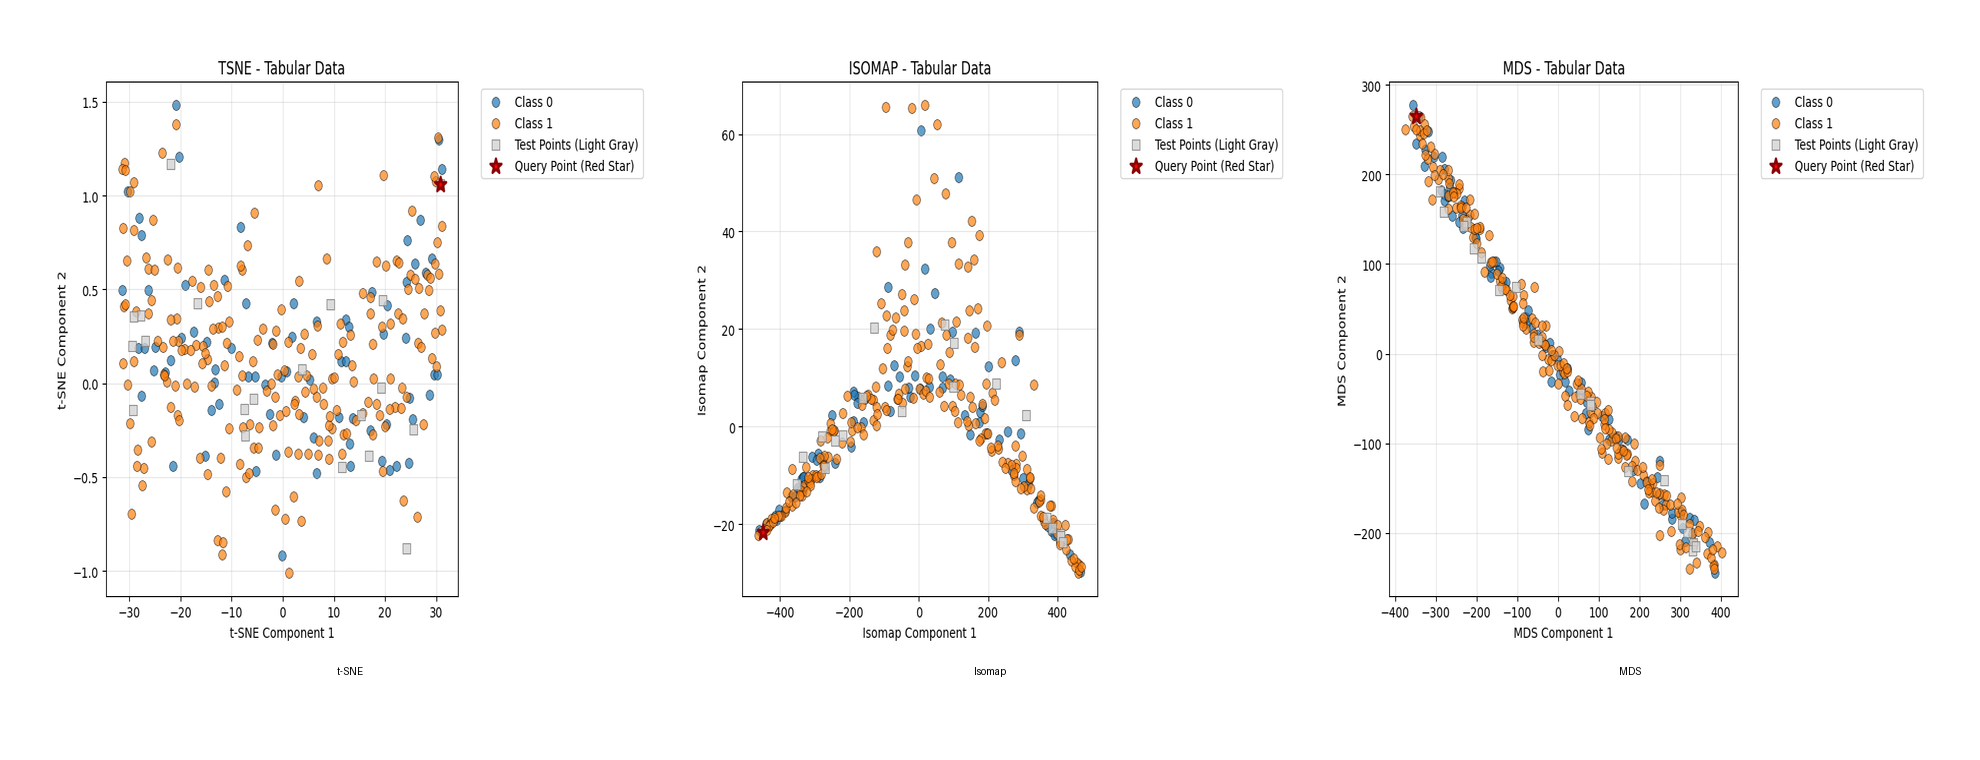 TSNE - Tabular Data
1.5
1.0
0.5
0.0
−0.5
−1.0
t-SNE Component 2
−30 −20 −10 0 10 20 30
t-SNE Component 1
Class 0
Class 1
Test Points (Light Gray)
Query Point (Red Star)
t-SNE
ISOMAP - Tabular Data
60
40
20
0
−20
Isomap Component 2
−400 −200 0 200 400
Isomap Component 1
Class 0
Class 1
Test Points (Light Gray)
Query Point (Red Star)
Isomap
MDS - Tabular Data
300
200
100
0
−100
−200
MDS Component 2
−400 −300 −200 −100 0 100 200 300 400
MDS Component 1
Class 0
Class 1
Test Points (Light Gray)
Query Point (Red Star)
MDS